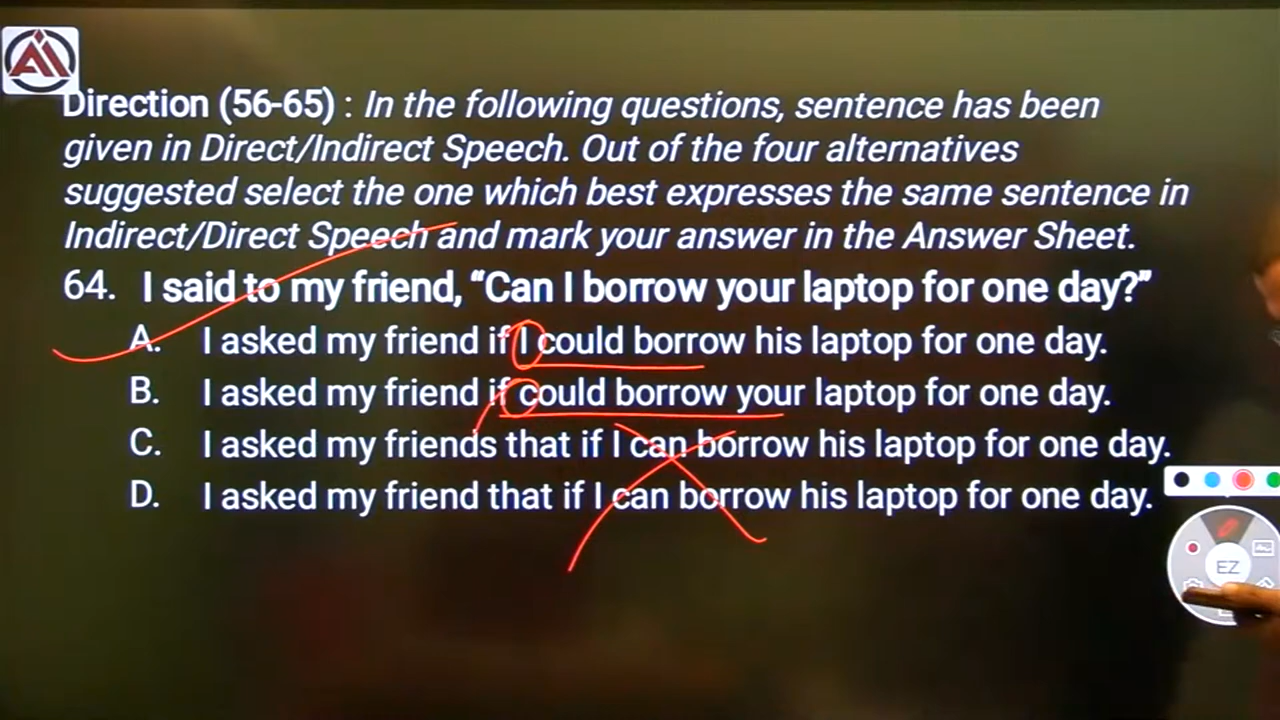 Direction (56-65) : In the following questions, sentence has been
given in Direct/Indirect Speech. Out of the four alternatives
suggested select the one which best expresses the same sentence in
Indirect/Direct Speech and mark your answer in the Answer Sheet.
64. I said to my friend, “Can I borrow your laptop for one day?”
A. I asked my friend if I could borrow his laptop for one day.
B. I asked my friend if could borrow your laptop for one day.
C. I asked my friends that if I can borrow his laptop for one day.
D. I asked my friend that if I can borrow his laptop for one day.
EZ